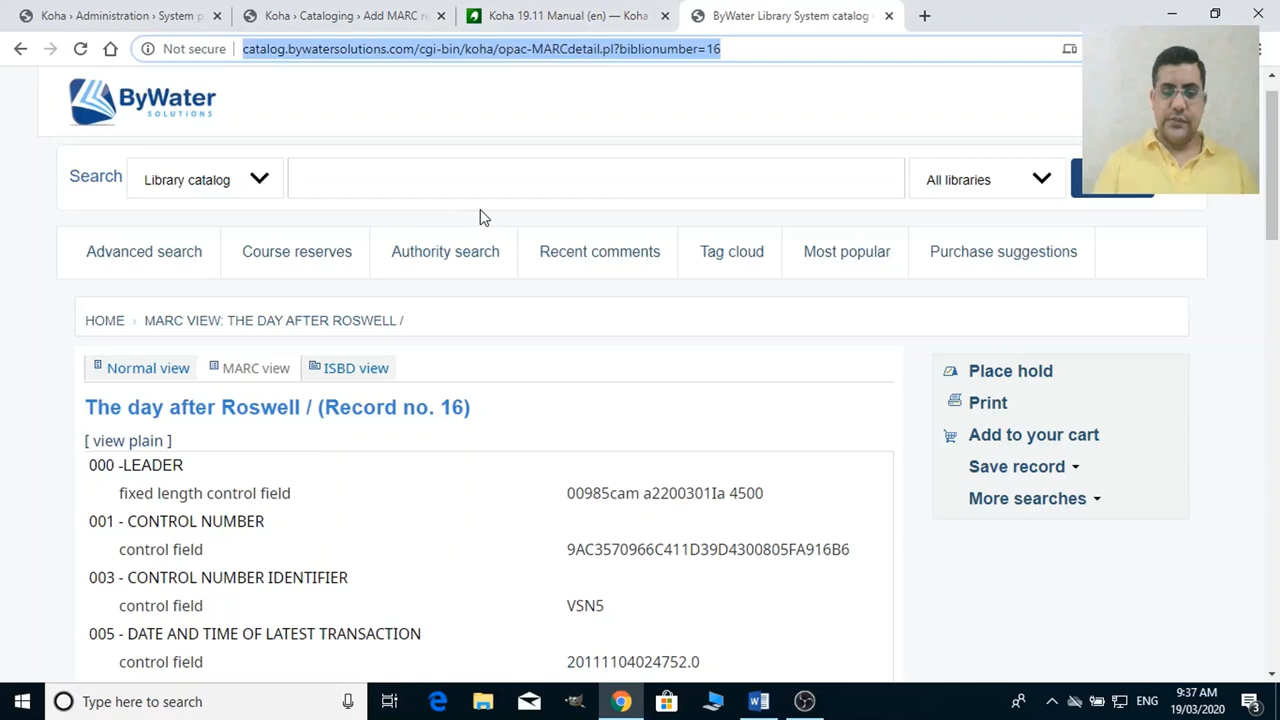 Koha › Administration › System p
Koha › Cataloging › Add MARC re
Koha 19.11 Manual (en) — Koha
ByWater Library System catalog
Not secure
catalog.bywatersolutions.com/cgi-bin/koha/opac-MARCdetail.pl?biblionumber=16
ByWater
SOLUTIONS
Search
Library catalog
All libraries
Advanced search
Course reserves
Authority search
Recent comments
Tag cloud
Most popular
Purchase suggestions
HOME › MARC VIEW: THE DAY AFTER ROSWELL /
Normal view
MARC view
ISBD view
The day after Roswell / (Record no. 16)
[ view plain ]
000 -LEADER
fixed length control field 00985cam a2200301Ia 4500
001 - CONTROL NUMBER
control field 9AC3570966C411D39D4300805FA916B6
003 - CONTROL NUMBER IDENTIFIER
control field VSN5
005 - DATE AND TIME OF LATEST TRANSACTION
control field 20111104024752.0
Place hold
Print
Add to your cart
Save record
More searches
Type here to search
ENG
9:37 AM
19/03/2020
3